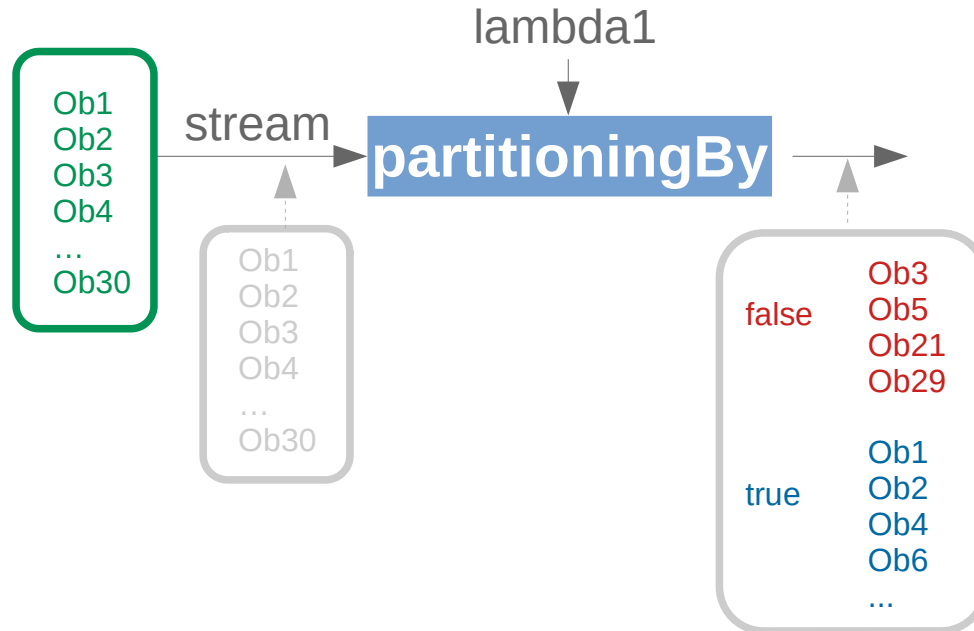 lambda1
Ob1
Ob2
Ob3
Ob4
...
Ob30
stream
partitioningBy
Ob1
Ob2
Ob3
Ob4
...
Ob30
false
Ob3
Ob5
Ob21
Ob29
true
Ob1
Ob2
Ob4
Ob6
...